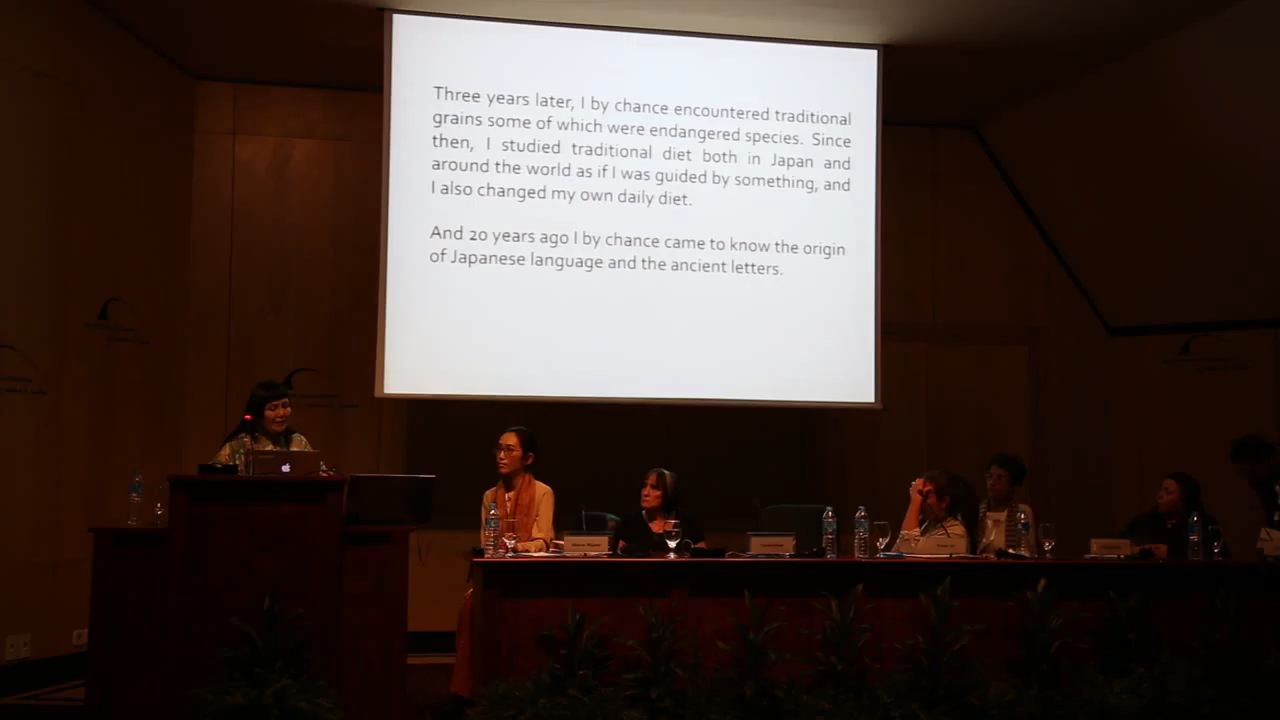 Three years later, I by chance encountered traditional
grains some of which were endangered species. Since
then, I studied traditional diet both in Japan and
around the world as if I was guided by something, and
I also changed my own daily diet.
And 20 years ago I by chance came to know the origin
of Japanese language and the ancient letters.